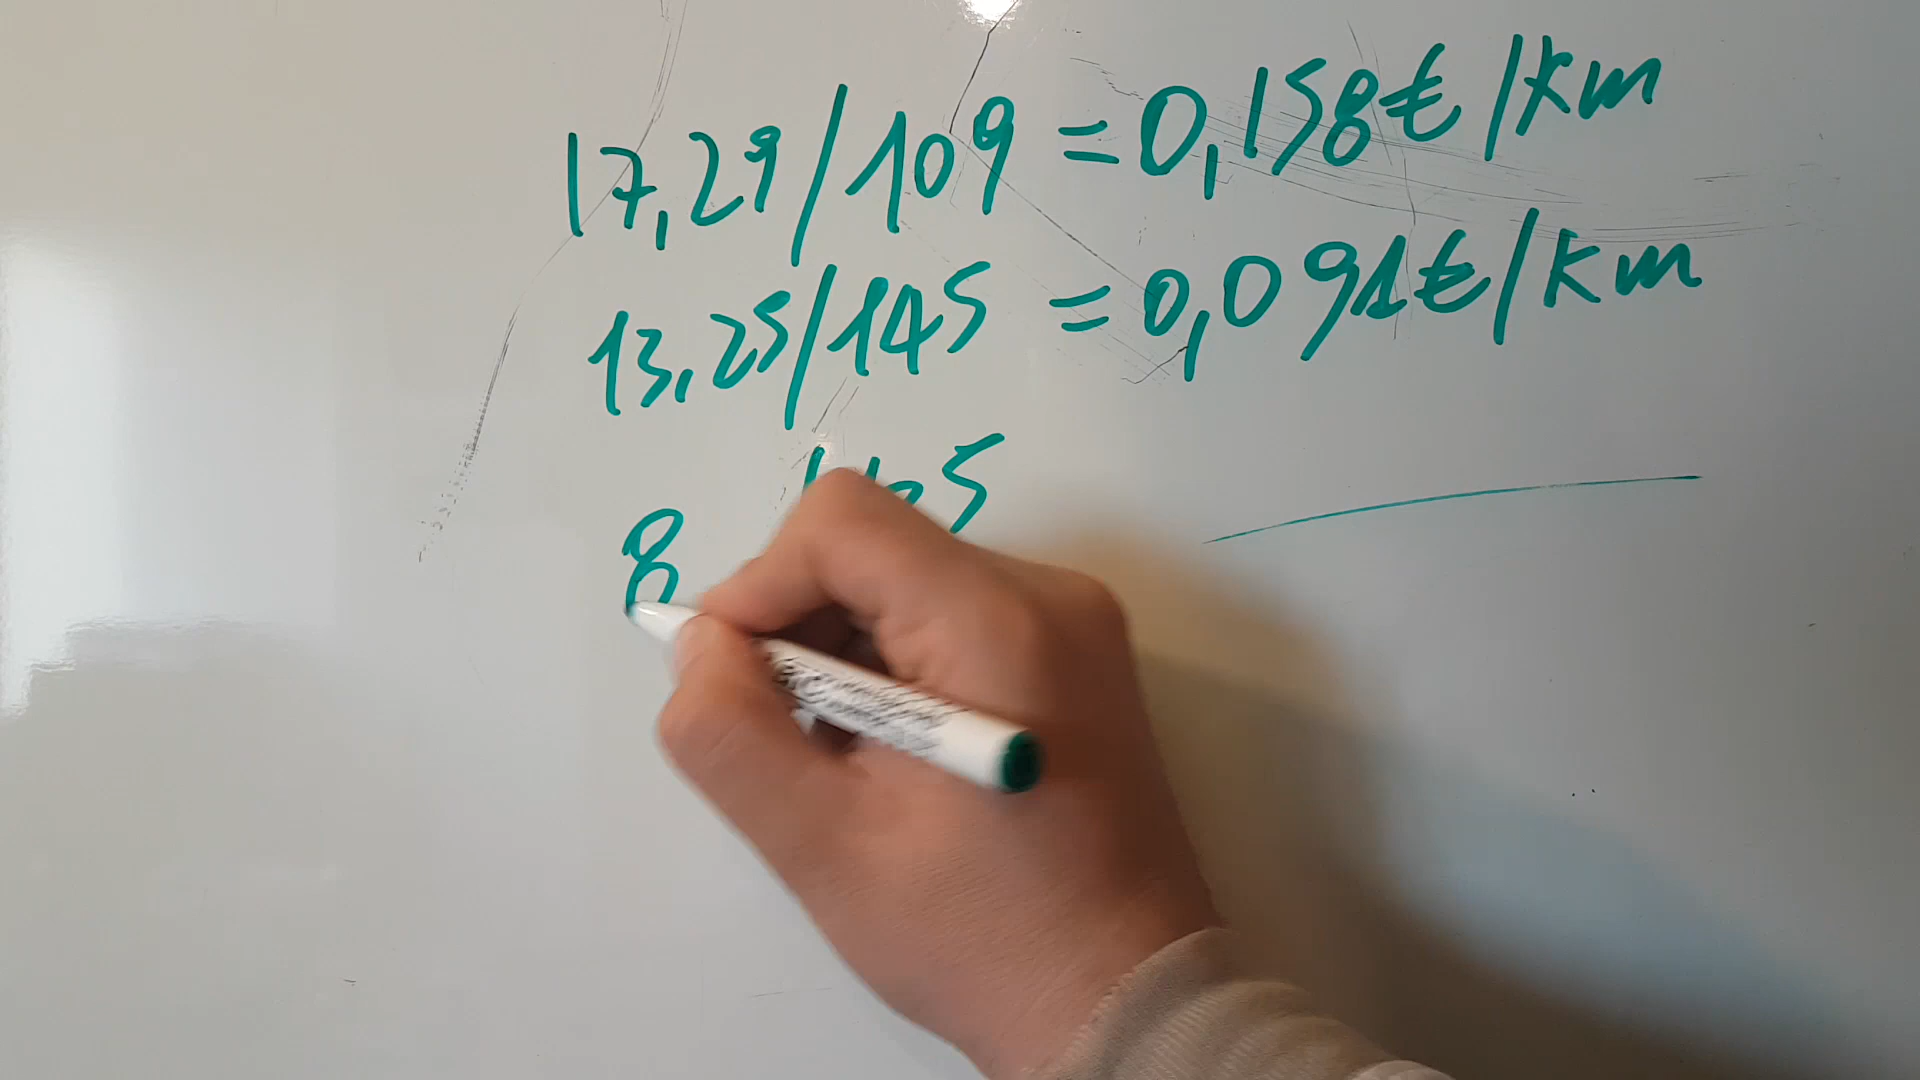 17,29/109 = 0,158€/km
13,25/145 = 0,091€/km
8